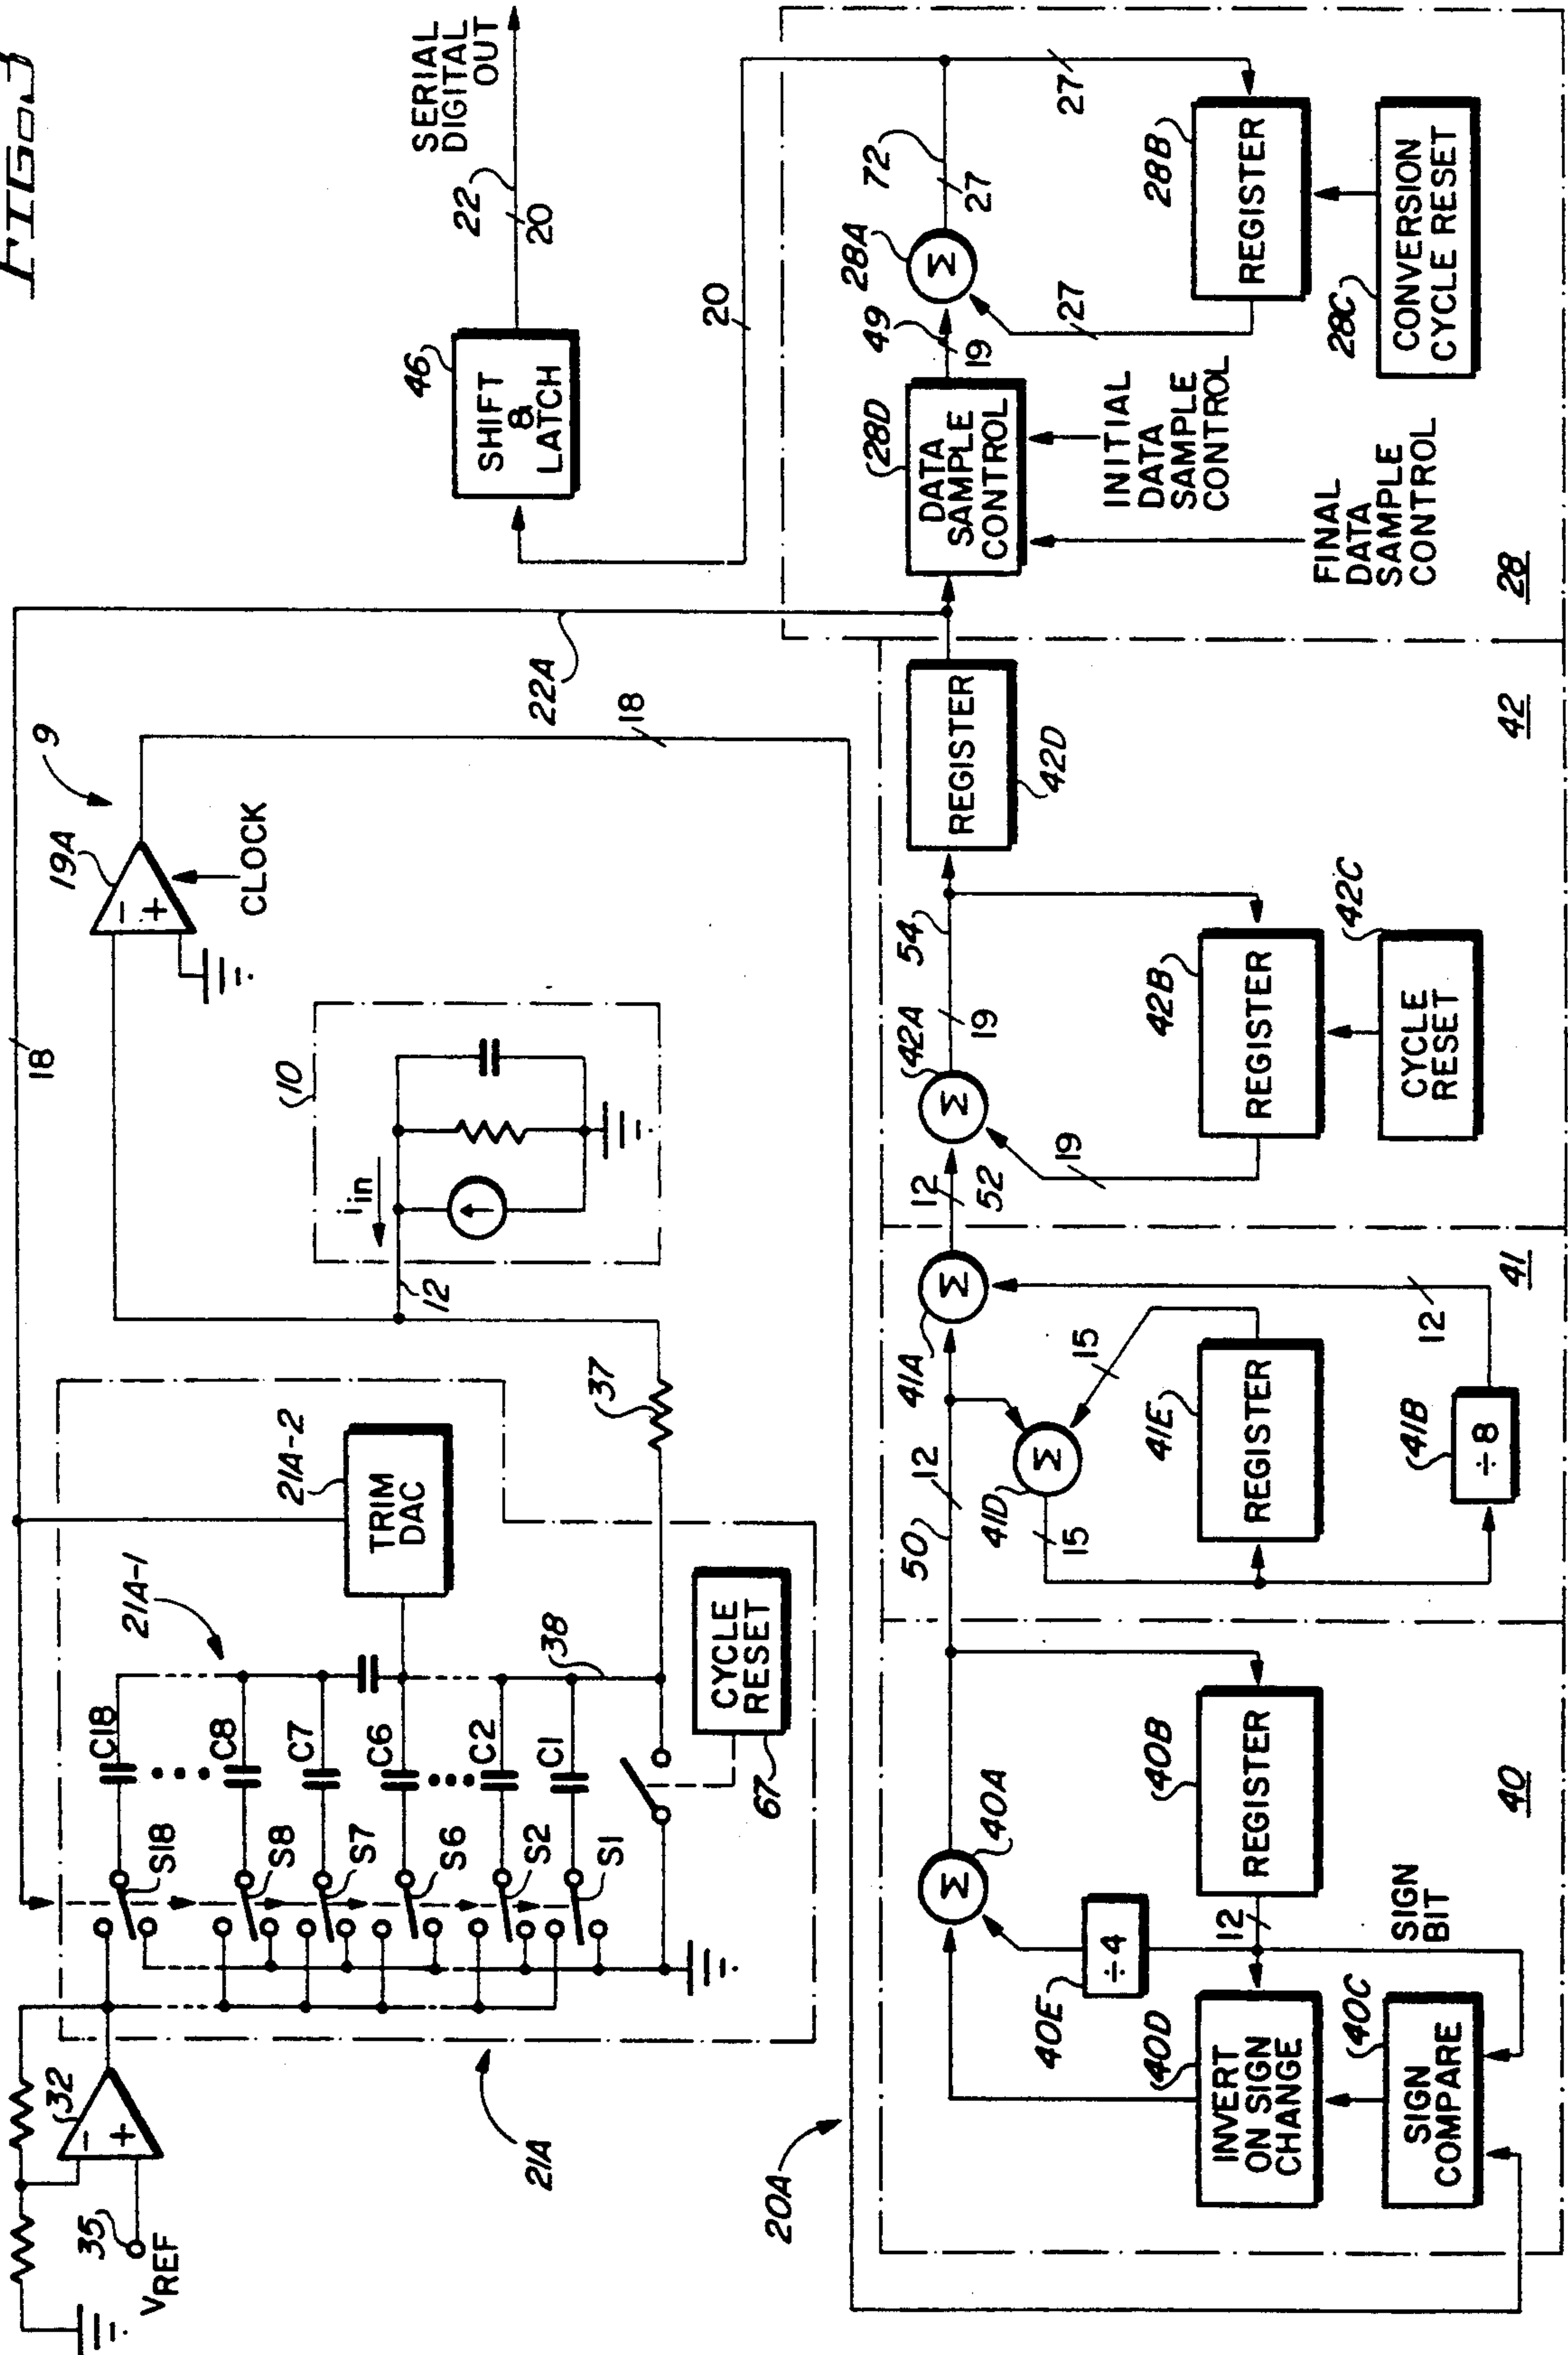 FIG. 3
VREF
35
32
21A
21A-1
21A-2
TRIM
DAC
C18
C8
C7
C6
C2
C1
S18
S8
S7
S6
S2
S1
38
CYCLE
RESET
67
37
12
iin
10
9
19A
CLOCK
18
18
22A
46
SHIFT
&
LATCH
22
20
SERIAL
DIGITAL
OUT
20
20A
40A
40B
REGISTER
12
÷4
40E
40D
INVERT
ON SIGN
CHANGE
40C
SIGN
COMPARE
SIGN
BIT
40
50
12
41A
Σ
Σ
41D
15
15
41E
REGISTER
41B
÷8
12
41
12
52
42A
Σ
19
54
19
42B
REGISTER
42C
CYCLE
RESET
REGISTER
42D
42
28D
DATA
SAMPLE
CONTROL
INITIAL
DATA
SAMPLE
CONTROL
FINAL
DATA
SAMPLE
CONTROL
49
19
28A
Σ
72
27
27
27
28B
REGISTER
28C
CONVERSION
CYCLE RESET
28
Σ